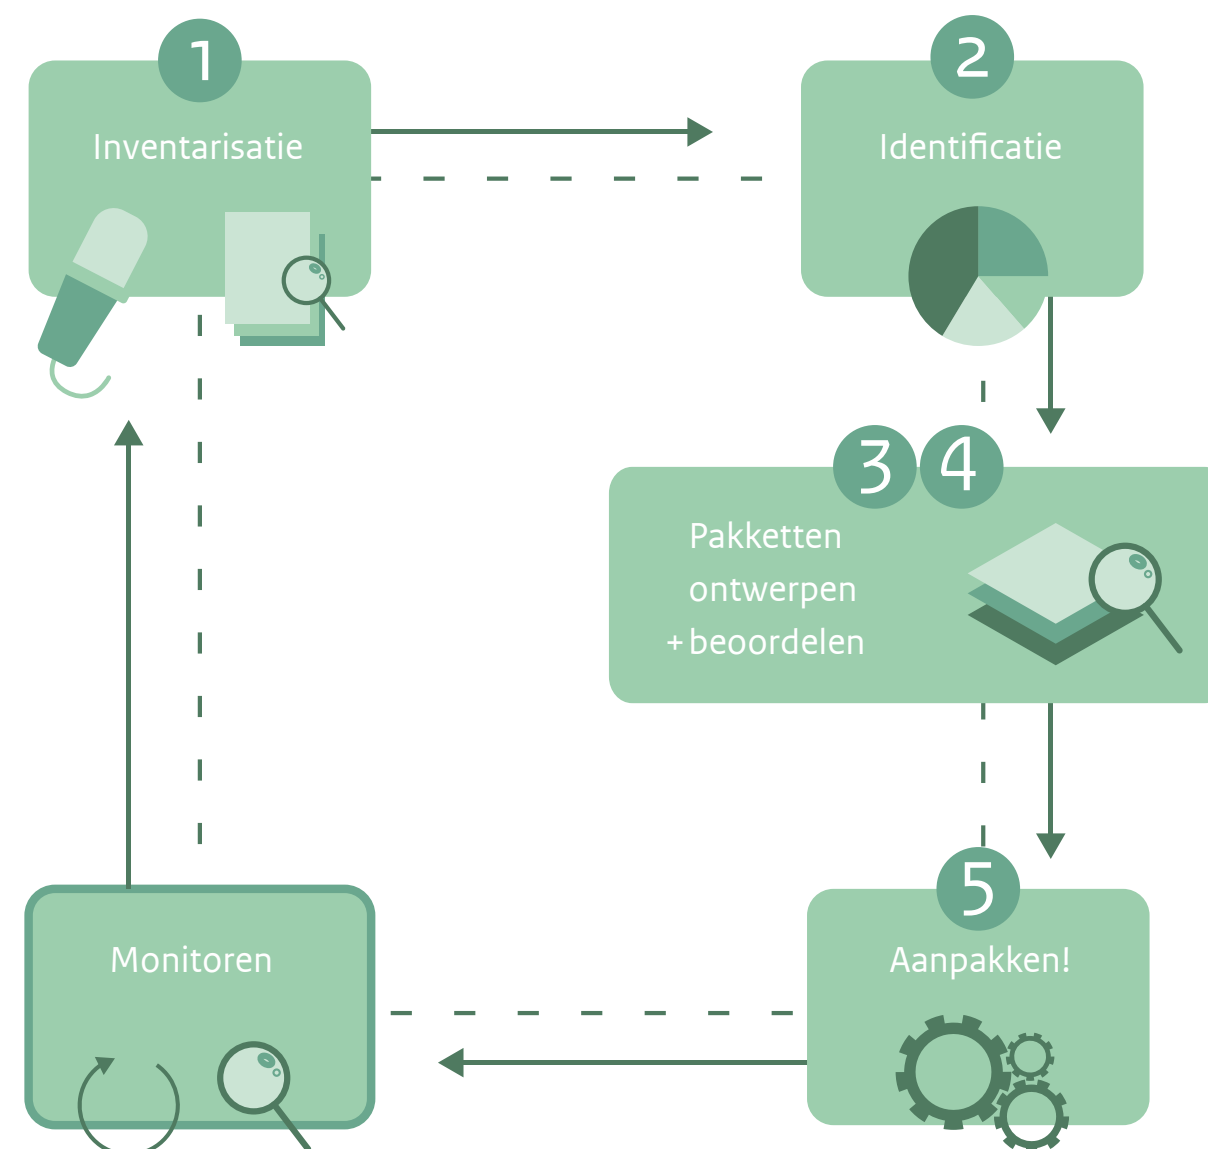 1
Inventarisatie
2
Identificatie
3 4
Pakketten
ontwerpen
+ beoordelen
5
Aanpakken!
Monitoren